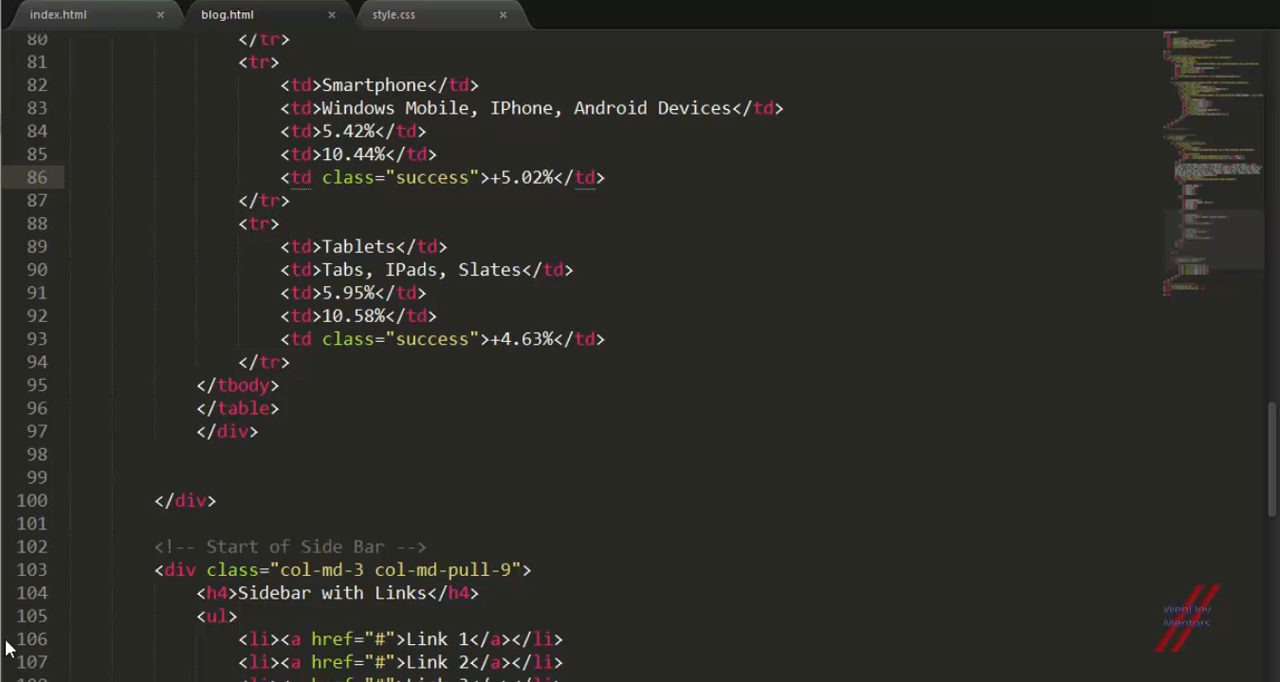 index.html × blog.html × style.css ×
80 </tr>
81 <tr>
82 <td>Smartphone</td>
83 <td>Windows Mobile, IPhone, Android Devices</td>
84 <td>5.42%</td>
85 <td>10.44%</td>
86 <td class="success">+5.02%</td>
87 </tr>
88 <tr>
89 <td>Tablets</td>
90 <td>Tabs, IPads, Slates</td>
91 <td>5.95%</td>
92 <td>10.58%</td>
93 <td class="success">+4.63%</td>
94 </tr>
95 </tbody>
96 </table>
97 </div>
98
99
100 </div>
101
102 <!-- Start of Side Bar -->
103 <div class="col-md-3 col-md-pull-9">
104 <h4>Sidebar with Links</h4>
105 <ul>
106 <li><a href="#">Link 1</a></li>
107 <li><a href="#">Link 2</a></li>
WebDev
Mentors